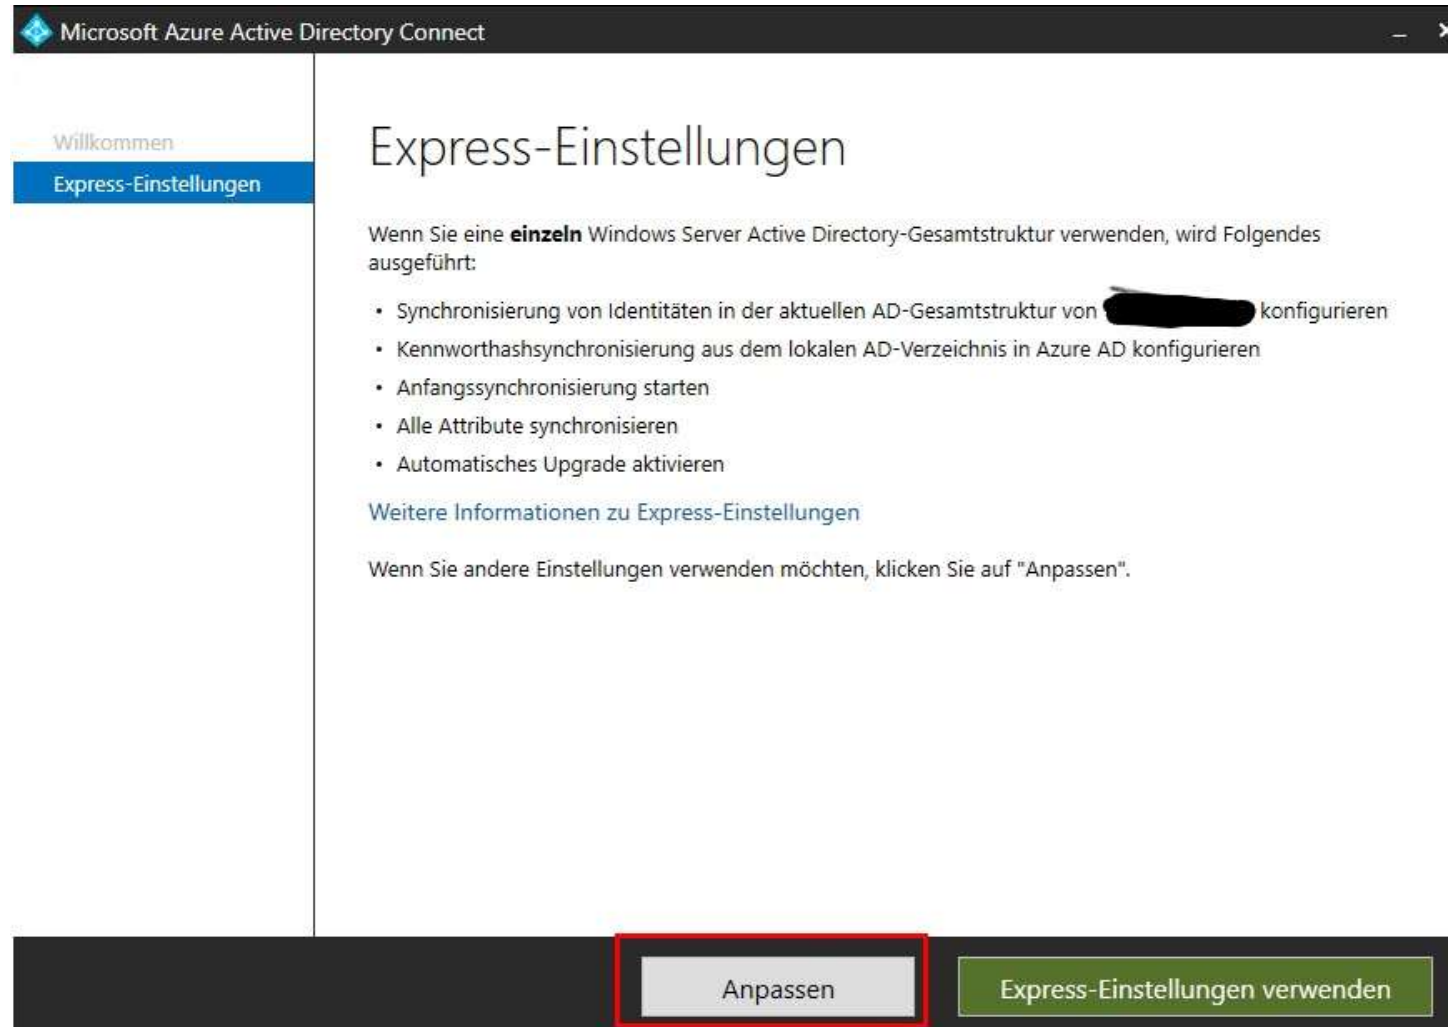 Microsoft Azure Active Directory Connect
Willkommen
Express-Einstellungen
Express-Einstellungen
Wenn Sie eine einzeln Windows Server Active Directory-Gesamtstruktur verwenden, wird Folgendes
ausgeführt:
• Synchronisierung von Identitäten in der aktuellen AD-Gesamtstruktur von konfigurieren
• Kennworthashsynchronisierung aus dem lokalen AD-Verzeichnis in Azure AD konfigurieren
• Anfangssynchronisierung starten
• Alle Attribute synchronisieren
• Automatisches Upgrade aktivieren
Weitere Informationen zu Express-Einstellungen
Wenn Sie andere Einstellungen verwenden möchten, klicken Sie auf "Anpassen".
Anpassen
Express-Einstellungen verwenden